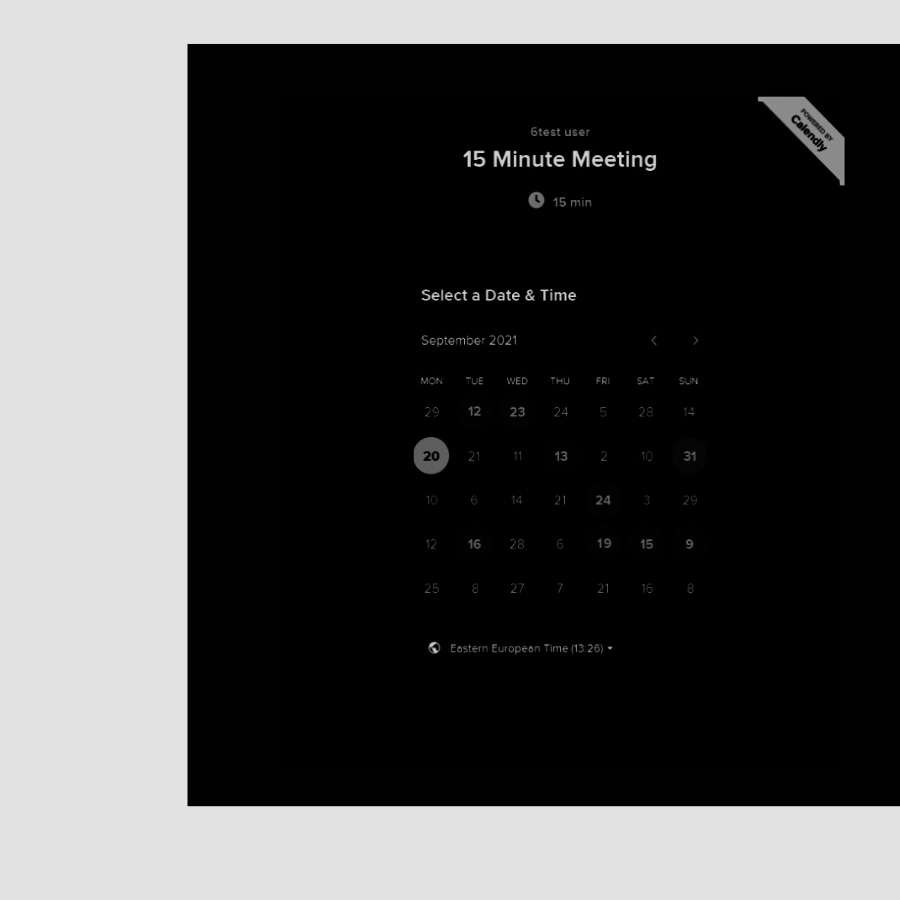 POWERED BY
Calendly
6test user
15 Minute Meeting
15 min
Select a Date & Time
September 2021
MON TUE WED THU FRI SAT SUN
29 12 23 24 5 28 14
20 21 11 13 2 10 31
10 6 14 21 24 3 29
12 16 28 6 19 15 9
25 8 27 7 21 16 8
Eastern European Time (13:26)